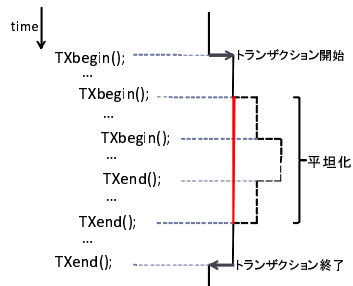 time
トランザクション開始
TXbegin();
...
TXbegin();
...
TXbegin();
...
平坦化
TXend();
...
TXend();
...
TXend();
トランザクション終了